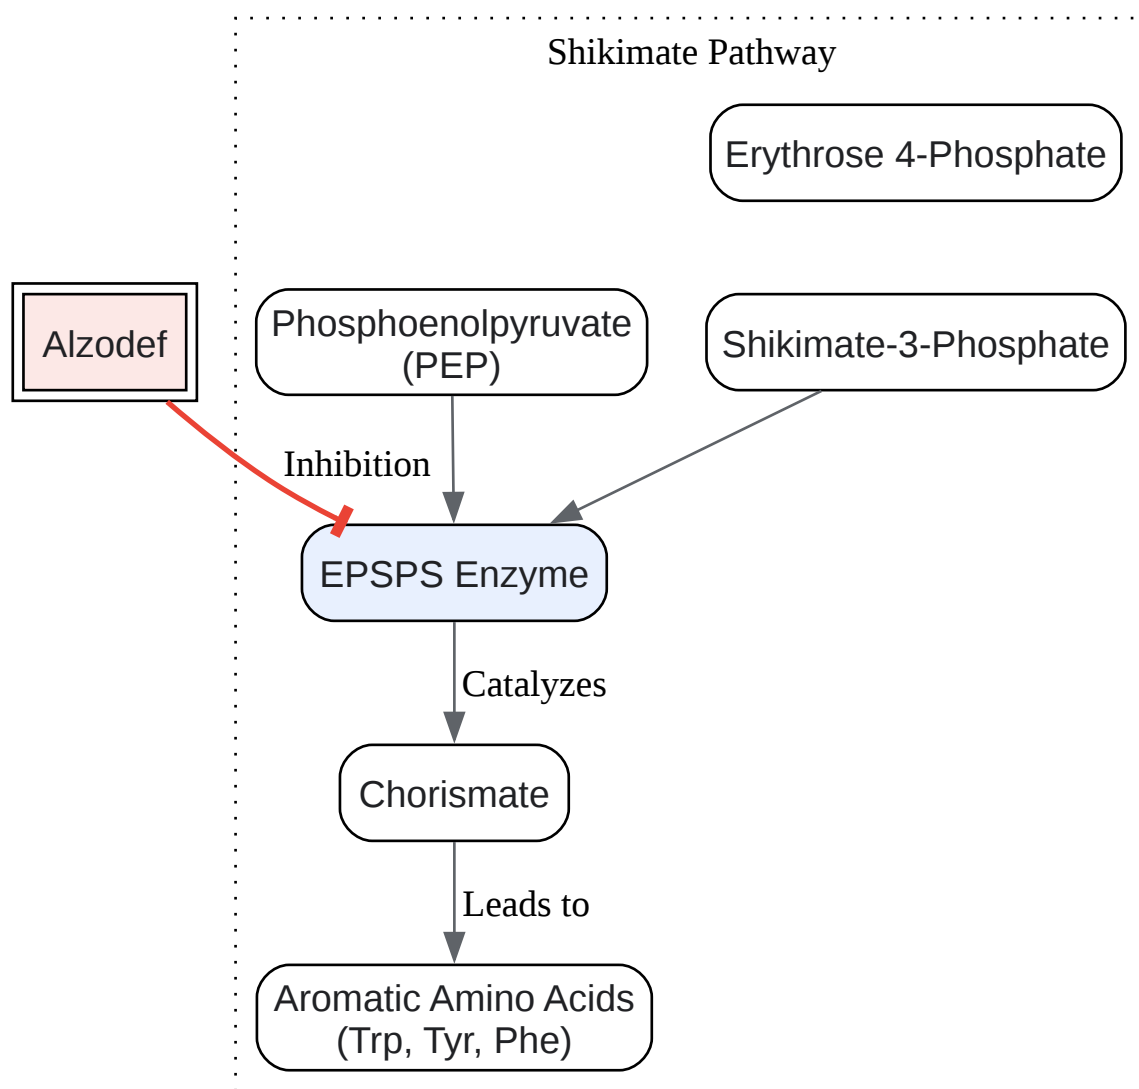 Shikimate Pathway
Erythrose 4-Phosphate
Alzodef
Phosphoenolpyruvate
(PEP)
Shikimate-3-Phosphate
Inhibition
EPSPS Enzyme
Catalyzes
Chorismate
Leads to
Aromatic Amino Acids
(Trp, Tyr, Phe)